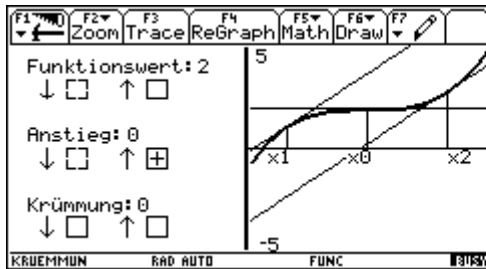 F1 F2 F3 F4 F5 F6 F7
Zoom Trace ReGraph Math Draw
Funktionswert: 2
↓ ↑
Anstieg: 0
↓ ↑ +
Krümmung: 0
↓ ↑
5
x1 x0 x2
-5
KRUEMMUN RAD AUTO FUNC BUSY